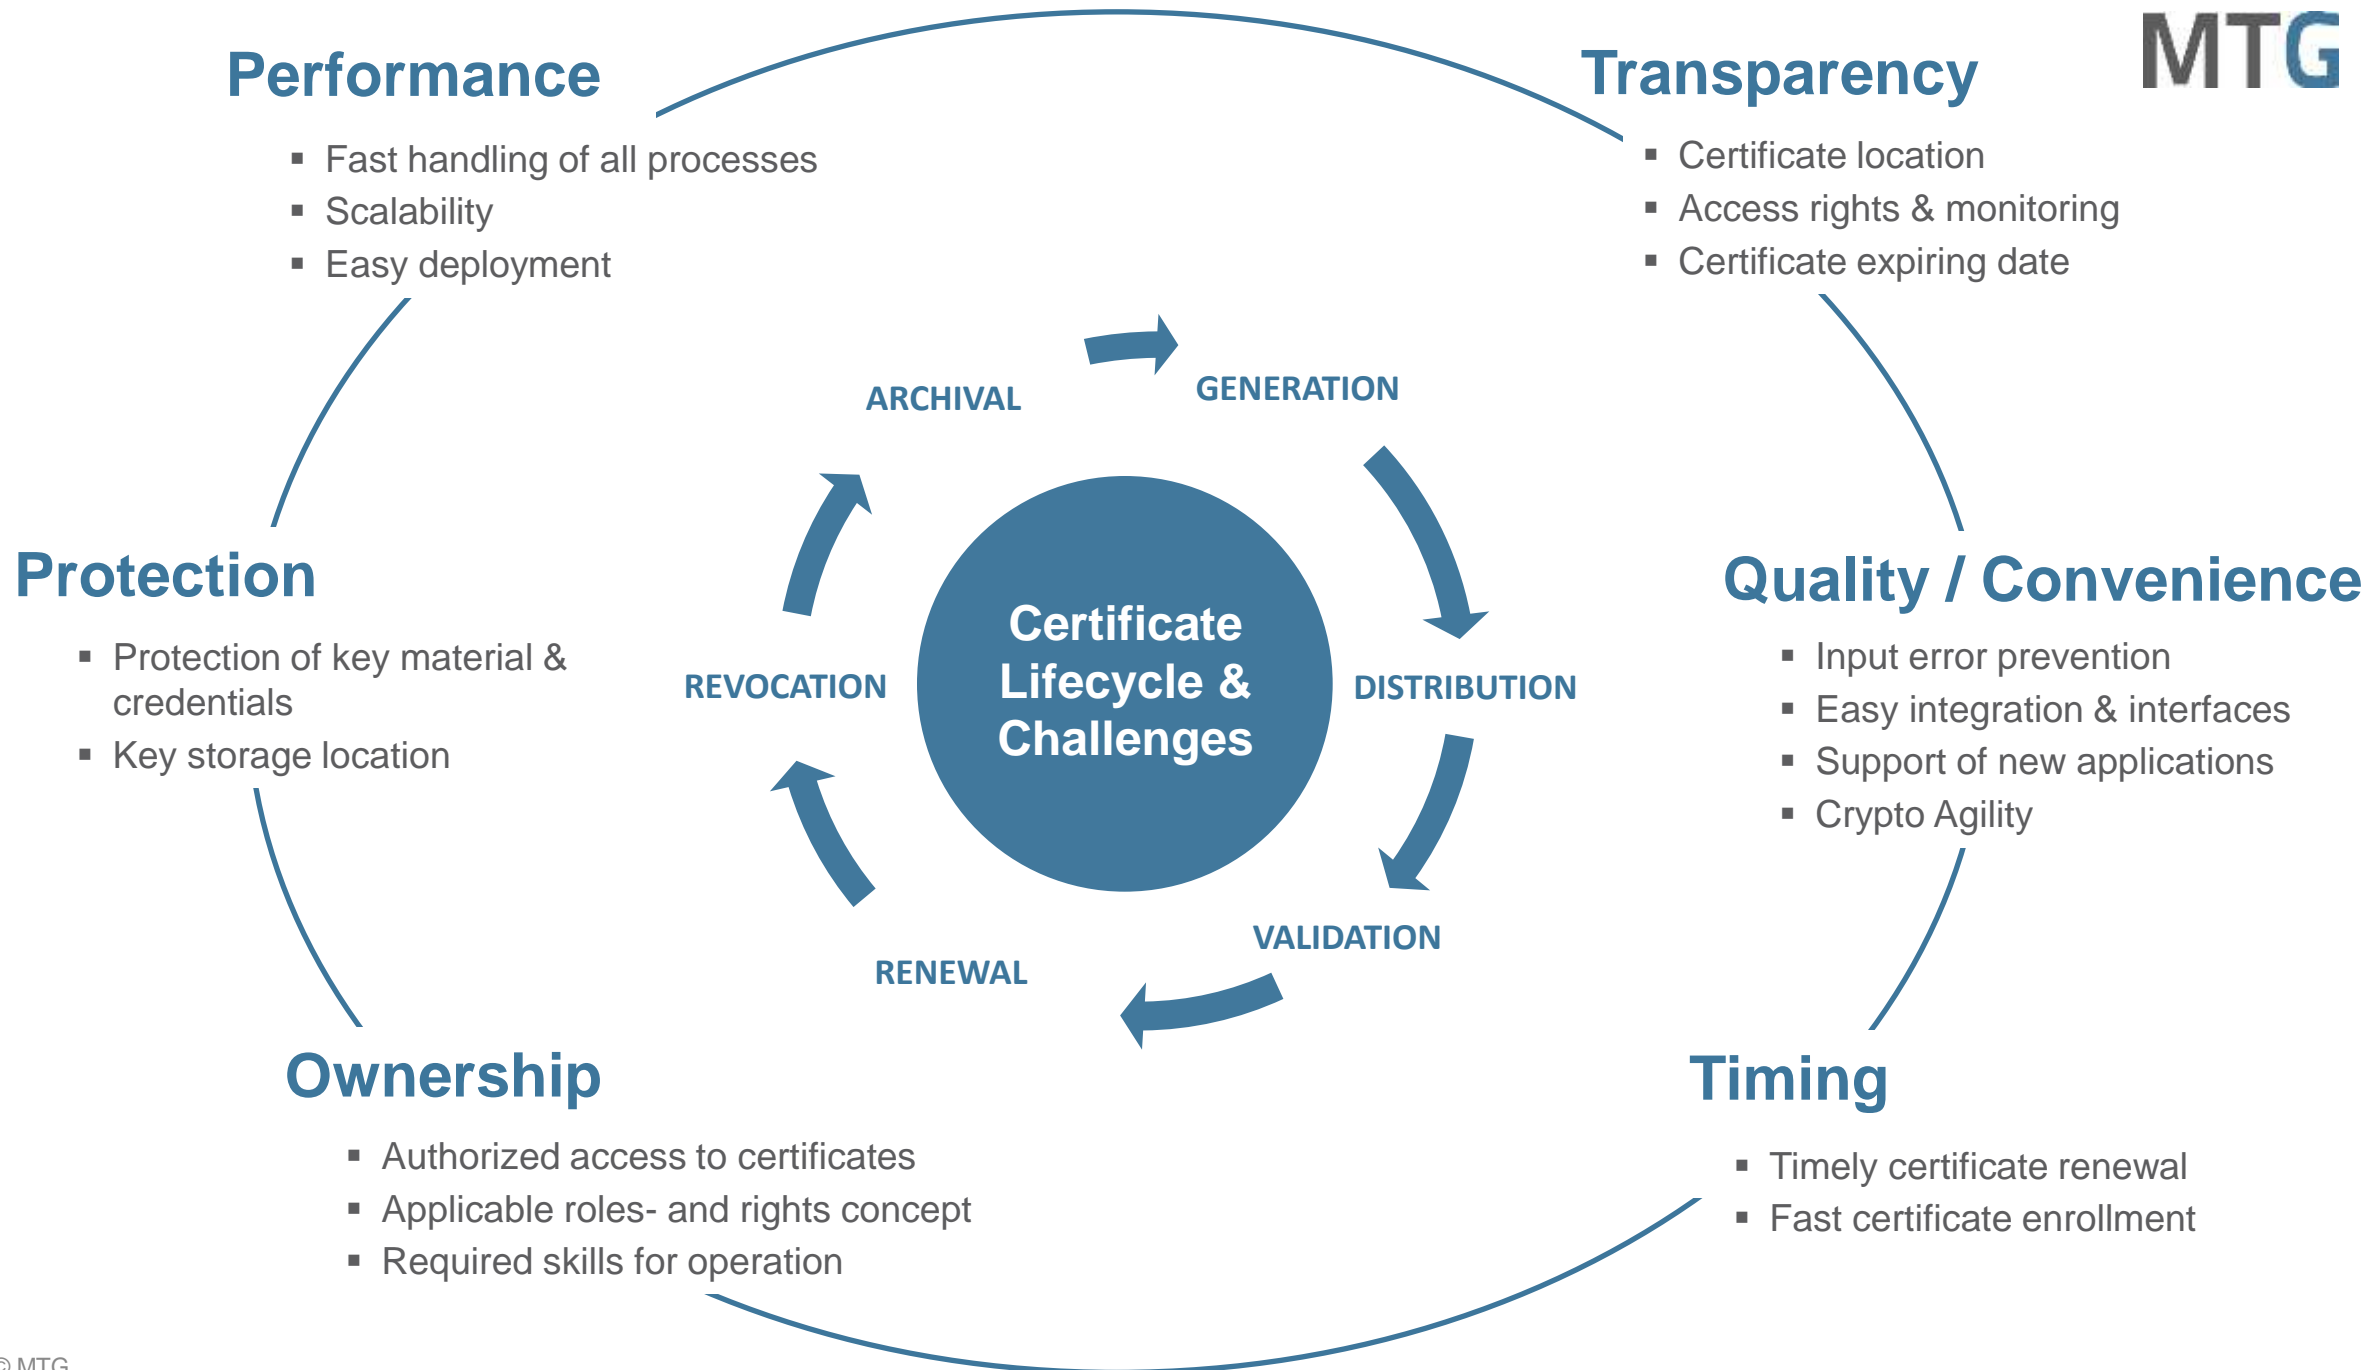 MTG
Performance
▪ Fast handling of all processes
▪ Scalability
▪ Easy deployment
Transparency
▪ Certificate location
▪ Access rights & monitoring
▪ Certificate expiring date
ARCHIVAL
GENERATION
Protection
▪ Protection of key material &
credentials
▪ Key storage location
REVOCATION
Certificate
Lifecycle &
Challenges
DISTRIBUTION
Quality / Convenience
▪ Input error prevention
▪ Easy integration & interfaces
▪ Support of new applications
▪ Crypto Agility
RENEWAL
VALIDATION
Ownership
▪ Authorized access to certificates
▪ Applicable roles- and rights concept
▪ Required skills for operation
Timing
▪ Timely certificate renewal
▪ Fast certificate enrollment
© MTG